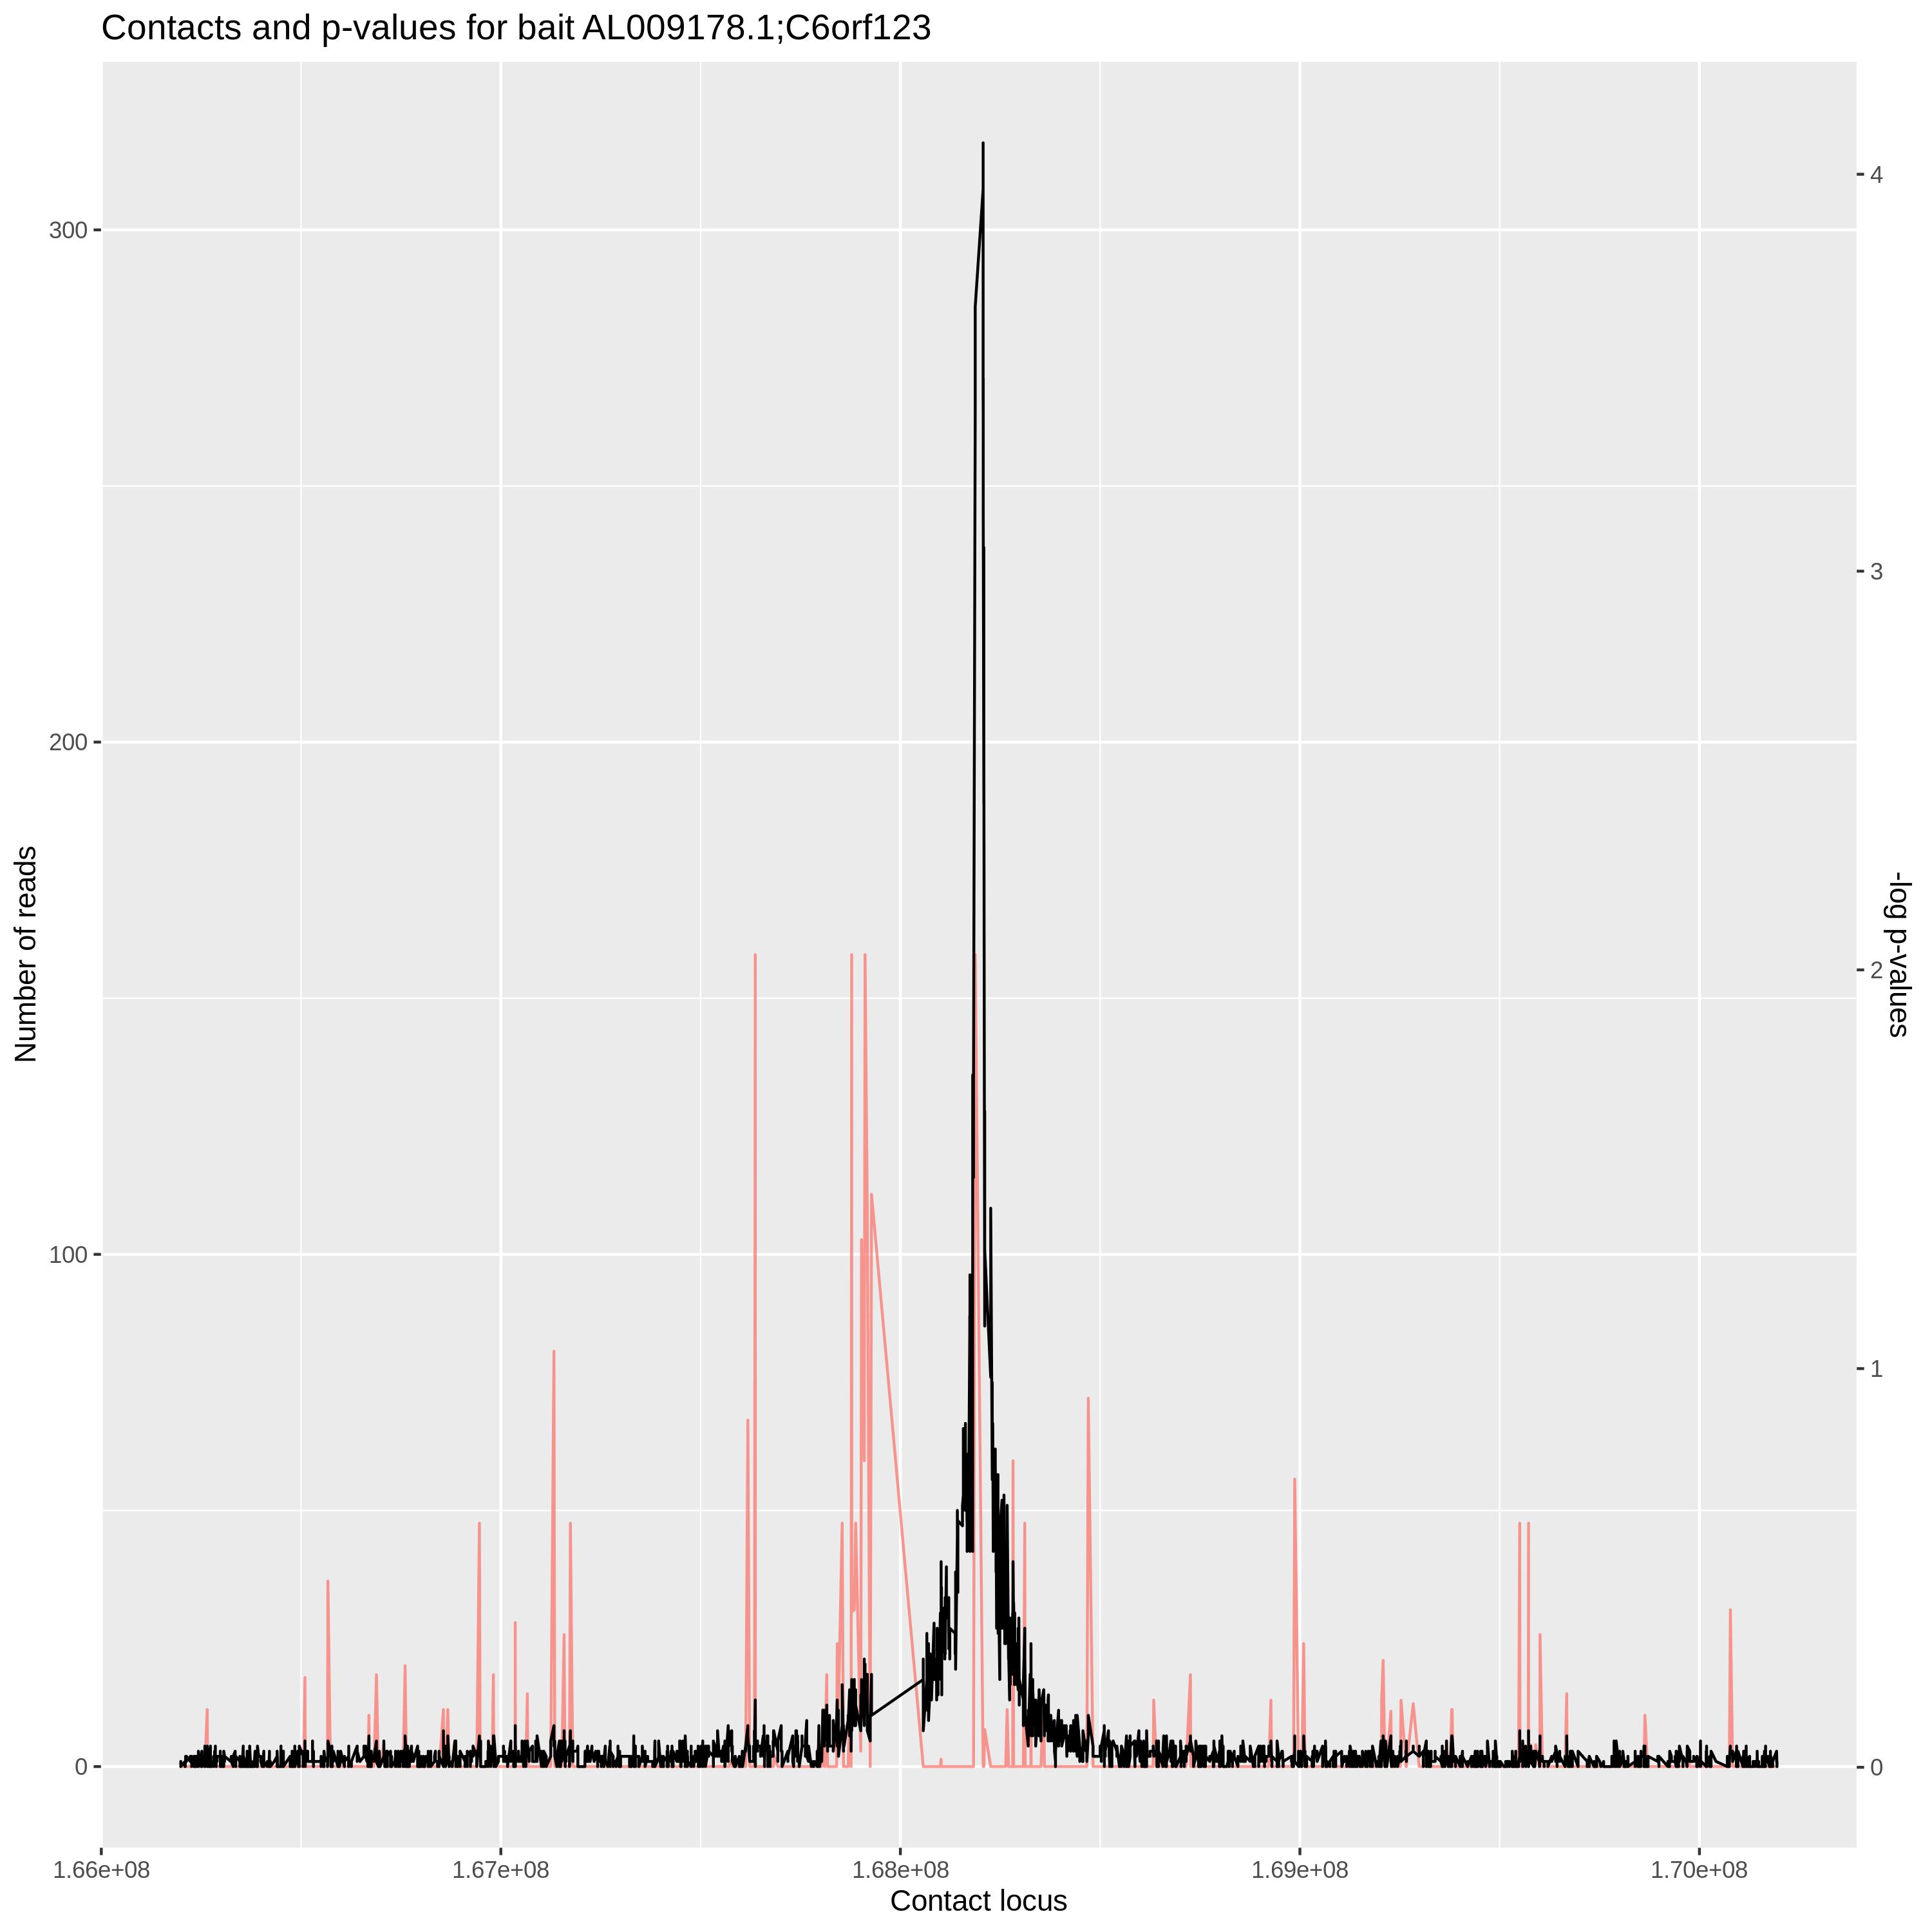 Contacts and p-values for bait AL009178.1;C6orf123
Number of reads
300
200
100
0
4
3
2
1
0
-log p-values
1.66e+08
1.67e+08
1.68e+08
1.69e+08
1.70e+08
Contact locus